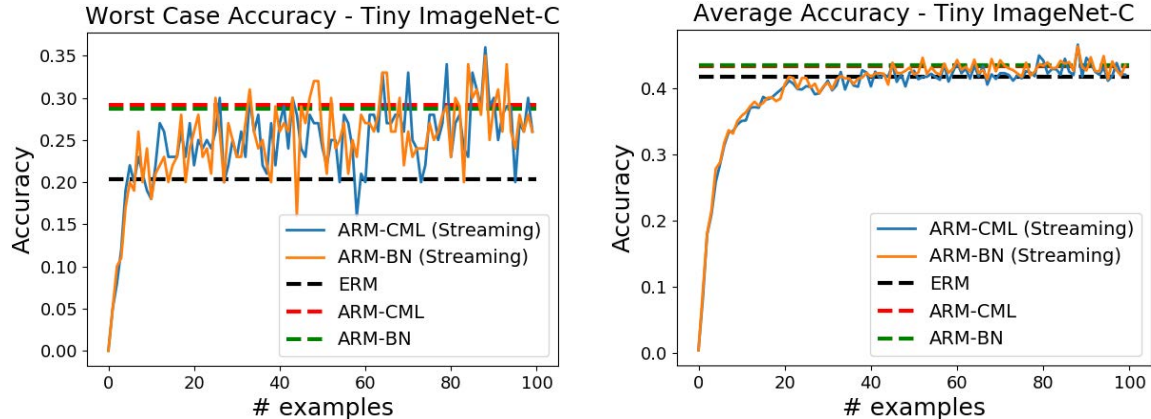 Worst Case Accuracy - Tiny ImageNet-C
0.35
0.30
0.25
0.20
0.15
0.10
0.05
0.00
Accuracy
0
20
40
60
80
100
# examples
ARM-CML (Streaming)
ARM-BN (Streaming)
ERM
ARM-CML
ARM-BN
Average Accuracy - Tiny ImageNet-C
0.4
0.3
0.2
0.1
0.0
Accuracy
0
20
40
60
80
100
# examples
ARM-CML (Streaming)
ARM-BN (Streaming)
ERM
ARM-CML
ARM-BN